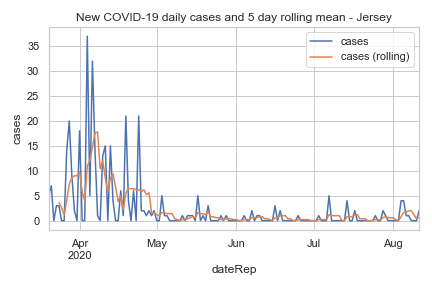 New COVID-19 daily cases and 5 day rolling mean - Jersey
cases
cases (rolling)
35
30
25
20
15
10
5
0
cases
Apr
2020
May
Jun
Jul
Aug
dateRep